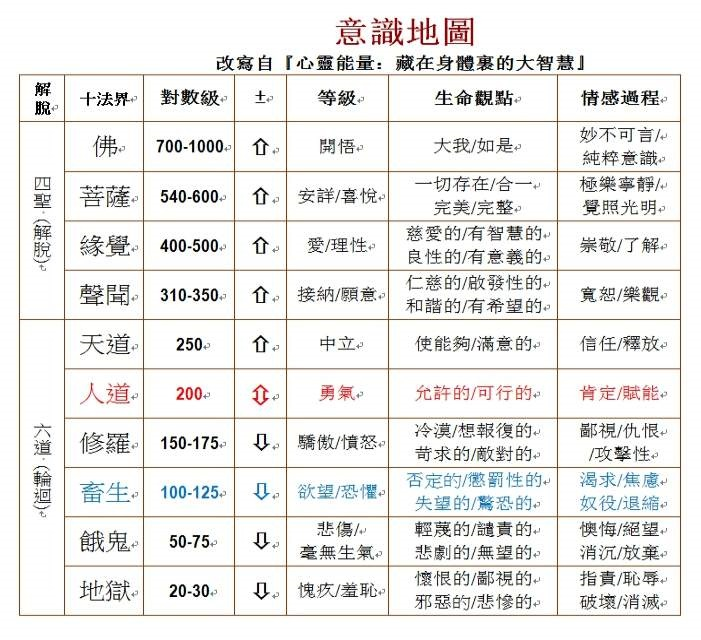 意識地圖
改寫自『心靈能量：藏在身體裏的大智慧』
解脫 十法界 對數級 ± 等級 生命觀點 情感過程
四聖(解脫)
佛 700-1000 ⇧ 開悟 大我/如是 妙不可言/
純粹意識
菩薩 540-600 ⇧ 安詳/喜悅 一切存在/合一 極樂寧靜/
完美/完整 覺照光明
緣覺 400-500 ⇧ 愛/理性 慈愛的/有智慧的 崇敬/了解
良性的/有意義的
聲聞 310-350 ⇧ 接納/願意 仁慈的/啟發性的 寬恕/樂觀
和諧的/有希望的
六道(輪迴)
天道 250 ⇧ 中立 使能夠/滿意的 信任/釋放
人道 200 ⇳ 勇氣 允許的/可行的 肯定/賦能
修羅 150-175 ⇩ 驕傲/憤怒 冷漠/想報復的 鄙視/仇恨
苛求的/敵對的 /攻擊性
畜生 100-125 ⇩ 欲望/恐懼 否定的/懲罰性的 渴求/焦慮
失望的/驚恐的 奴役/退縮
餓鬼 50-75 ⇩ 悲傷/ 輕蔑的/譴責的 懊悔/絕望
毫無生氣 悲劇的/無望的 消沉/放棄
地獄 20-30 ⇩ 愧疚/羞恥 懷恨的/鄙視的 指責/恥辱
邪惡的/悲慘的 破壞/消滅